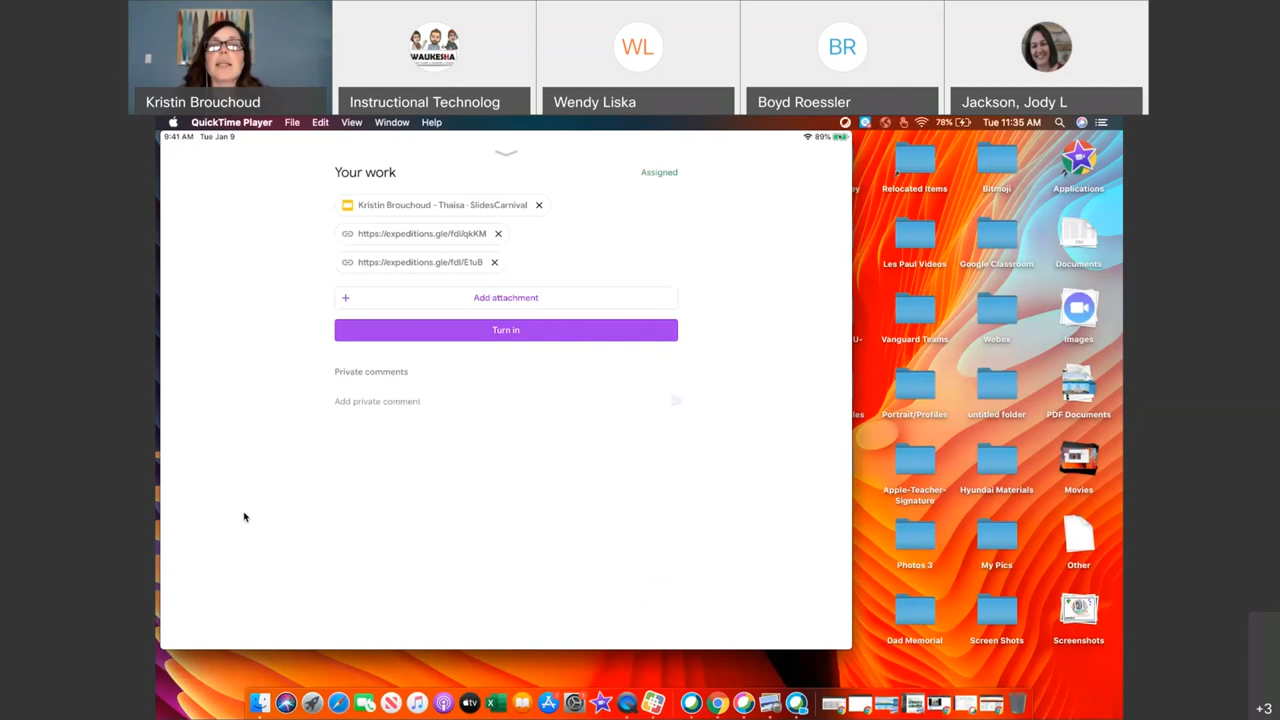 WAUKESHA
WL
BR
Kristin Brouchoud
Instructional Technolog
Wendy Liska
Boyd Roessler
Jackson, Jody L
QuickTime Player File Edit View Window Help
78% Tue 11:35 AM
9:41 AM Tue Jan 9
89%
Your work
Assigned
Kristin Brouchoud - Thaisa · SlidesCarnival
https://expeditions.gle/fdl/qkKM
https://expeditions.gle/fdl/E1uB
+ Add attachment
Turn in
Private comments
Add private comment
ey
Relocated Items
Bitmoji
Applications
Les Paul Videos
Google Classroom
Documents
U-
Vanguard Teams
Webex
Images
les
Portrait/Profiles
untitled folder
PDF Documents
Apple-Teacher-
Signature
Hyundai Materials
Movies
Photos 3
My Pics
Other
Dad Memorial
Screen Shots
Screenshots
tv
+3